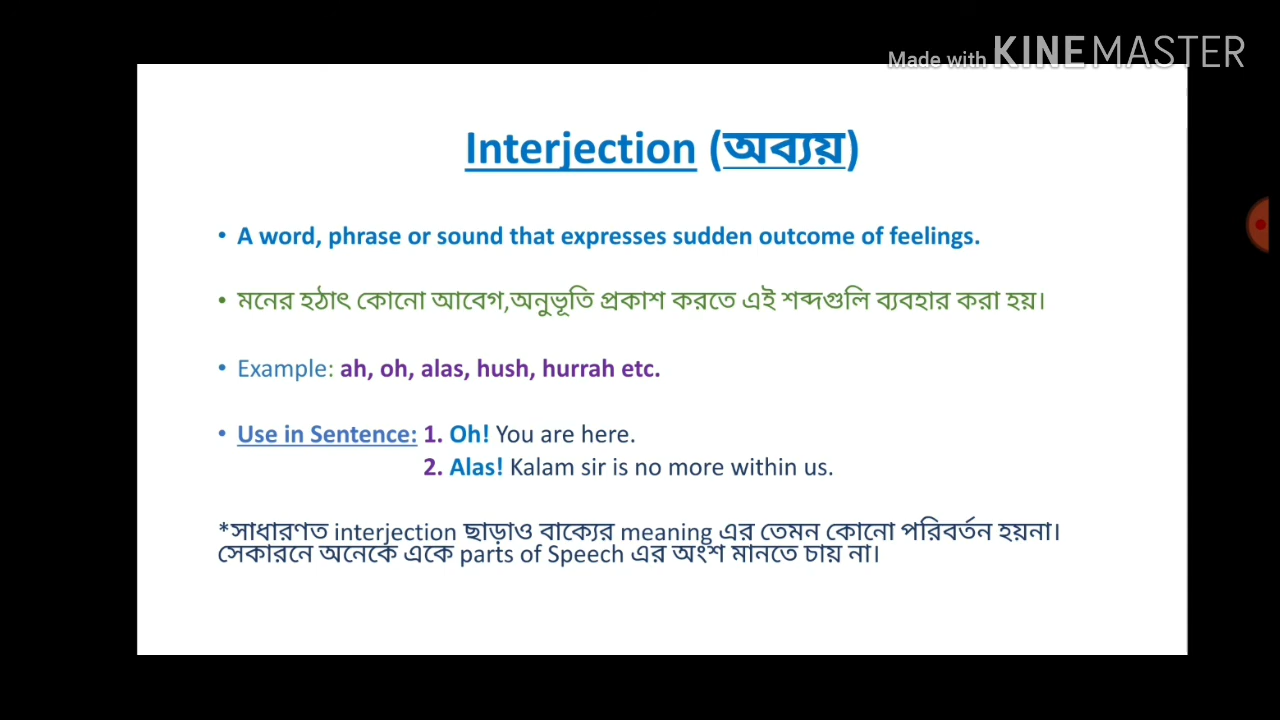 Made with KINEMASTER
Interjection (অব্যয়)
• A word, phrase or sound that expresses sudden outcome of feelings.
• মনের হঠাৎ কোনো আবেগ,অনুভূতি প্রকাশ করতে এই শব্দগুলি ব্যবহার করা হয়।
• Example: ah, oh, alas, hush, hurrah etc.
• Use in Sentence: 1. Oh! You are here.
2. Alas! Kalam sir is no more within us.
*সাধারণত interjection ছাড়াও বাক্যের meaning এর তেমন কোনো পরিবর্তন হয়না।
সেকারনে অনেকে একে parts of Speech এর অংশ মানতে চায় না।